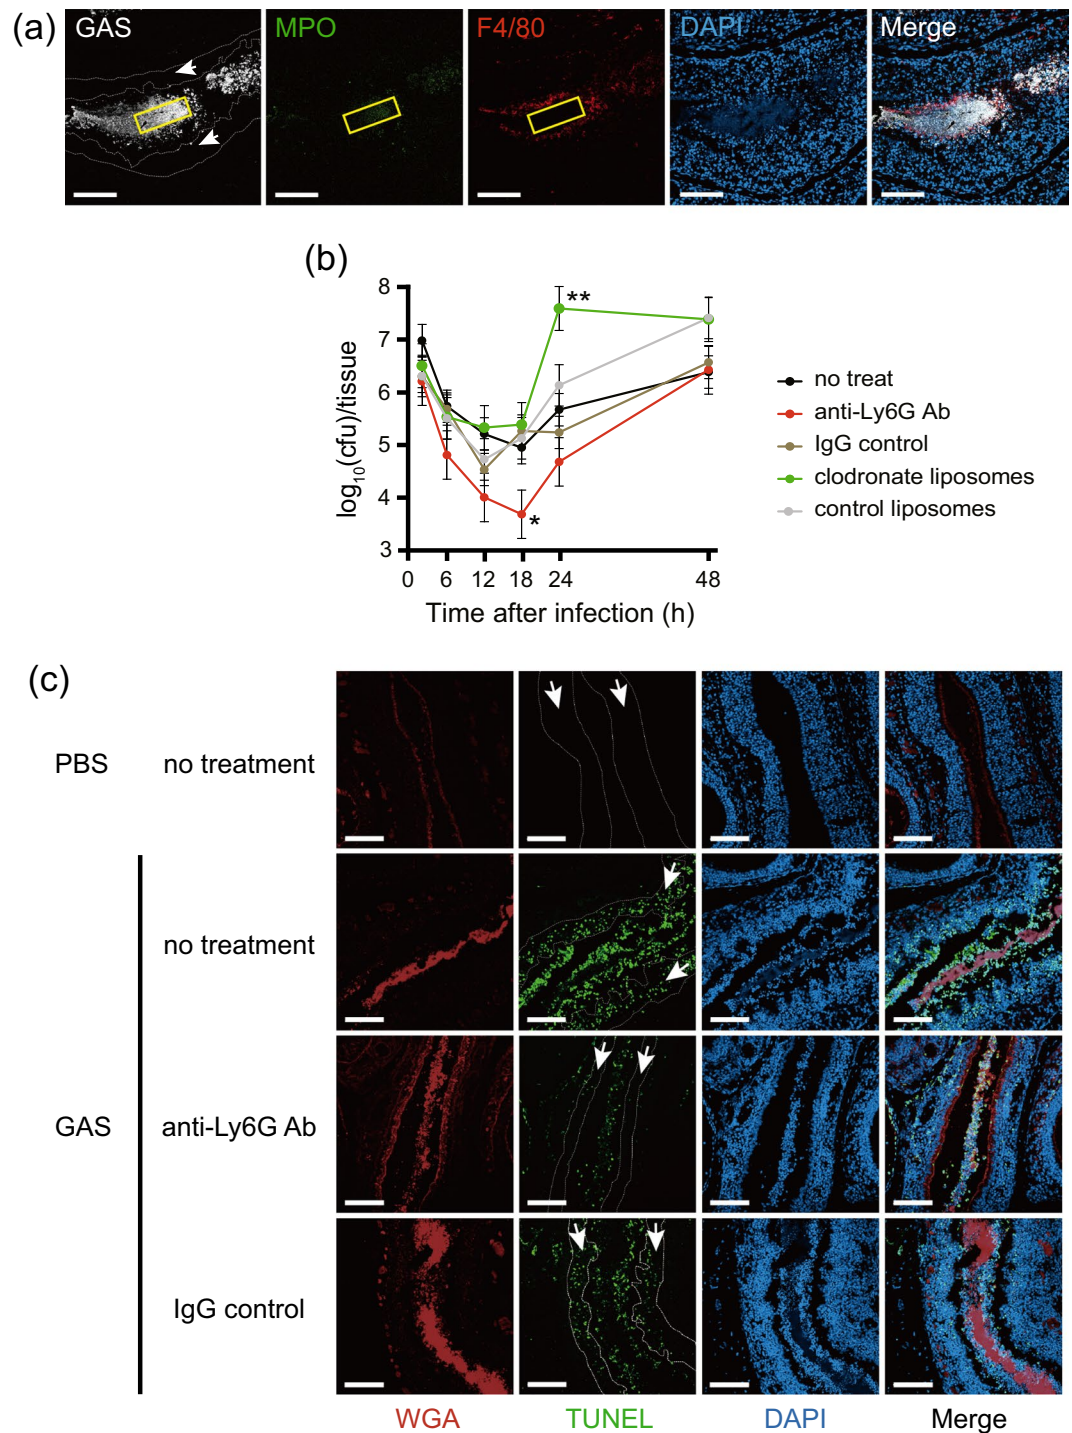 (a)
GAS
MPO
F4/80
DAPI
Merge
(b)
8
7
6
5
4
3
log10(cfu)/tissue
**
*
0 6 12 18 24 48
Time after infection (h)
no treat
anti-Ly6G Ab
IgG control
clodronate liposomes
control liposomes
(c)
PBS
no treatment
GAS
no treatment
anti-Ly6G Ab
IgG control
WGA
TUNEL
DAPI
Merge